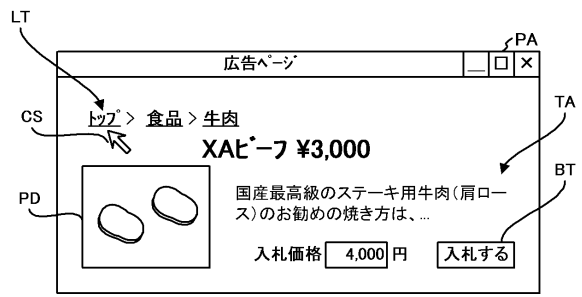 LT
PA
広告ページ
トップ > 食品 > 牛肉
CS
TA
XAビーフ ¥3,000
BT
PD
国産最高級のステーキ用牛肉(肩ロー
ス)のお勧めの焼き方は、...
入札価格 4,000 円 入札する